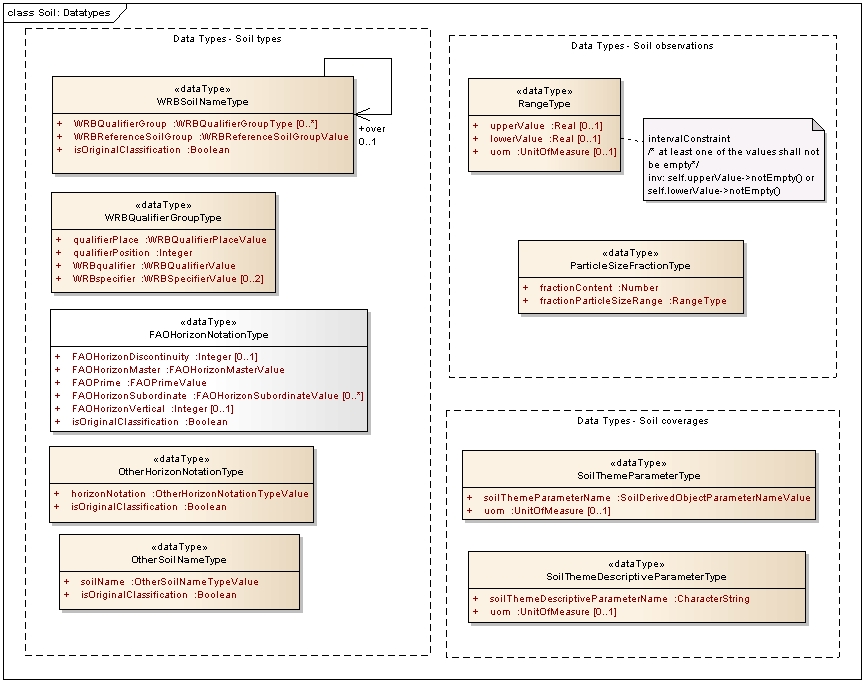 class Soil: Datatypes
Data Types - Soil types
«dataType»
WRBSoilNameType
+ WRBQualifierGroup :WRBQualifierGroupType [0..*]
+ WRBReferenceSoilGroup :WRBReferenceSoilGroupValue
+ isOriginalClassification :Boolean
+over
0..1
«dataType»
WRBQualifierGroupType
+ qualifierPlace :WRBQualifierPlaceValue
+ qualifierPosition :Integer
+ WRBqualifier :WRBQualifierValue
+ WRBspecifier :WRBSpecifierValue [0..2]
«dataType»
FAOHorizonNotationType
+ FAOHorizonDiscontinuity :Integer [0..1]
+ FAOHorizonMaster :FAOHorizonMasterValue
+ FAOPrime :FAOPrimeValue
+ FAOHorizonSubordinate :FAOHorizonSubordinateValue [0..*]
+ FAOHorizonVertical :Integer [0..1]
+ isOriginalClassification :Boolean
«dataType»
OtherHorizonNotationType
+ horizonNotation :OtherHorizonNotationTypeValue
+ isOriginalClassification :Boolean
«dataType»
OtherSoilNameType
+ soilName :OtherSoilNameTypeValue
+ isOriginalClassification :Boolean
Data Types - Soil observations
«dataType»
RangeType
+ upperValue :Real [0..1]
+ lowerValue :Real [0..1]
+ uom :UnitOfMeasure [0..1]
intervalConstraint
/* at least one of the values shall not
be empty*/
inv: self.upperValue->notEmpty() or
self.lowerValue->notEmpty()
«dataType»
ParticleSizeFractionType
+ fractionContent :Number
+ fractionParticleSizeRange :RangeType
Data Types - Soil coverages
«dataType»
SoilThemeParameterType
+ soilThemeParameterName :SoilDerivedObjectParameterNameValue
+ uom :UnitOfMeasure [0..1]
«dataType»
SoilThemeDescriptiveParameterType
+ soilThemeDescriptiveParameterName :CharacterString
+ uom :UnitOfMeasure [0..1]